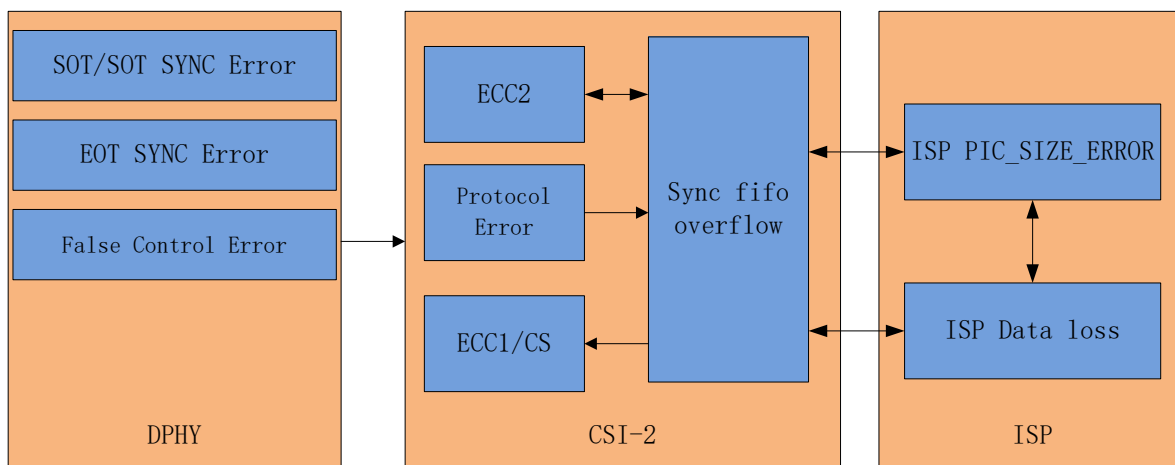 SOT/SOT SYNC Error
EOT SYNC Error
False Control Error
DPHY
ECC2
Protocol
Error
ECC1/CS
Sync fifo
overflow
CSI-2
ISP PIC_SIZE_ERROR
ISP Data loss
ISP